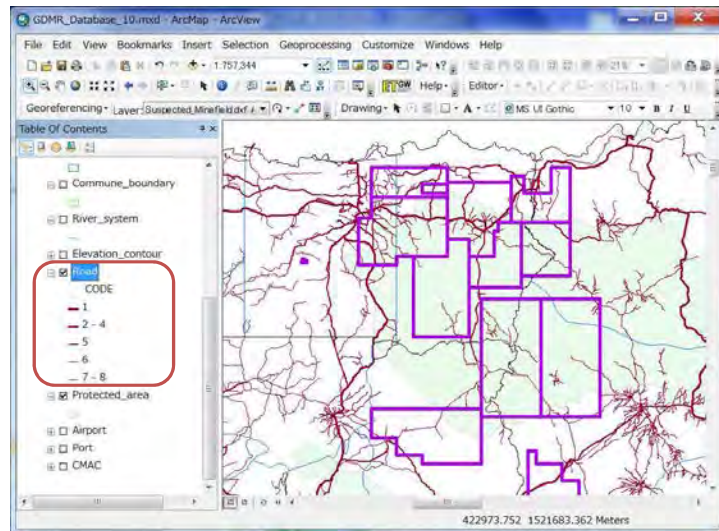 GDMR_Database_10.mxd - ArcMap - ArcView
File Edit View Bookmarks Insert Selection Geoprocessing Customize Windows Help
1:757,344
21%
Help Editor
Georeferencing Layer: Suspected_Minefield.dxf Drawing A MS UI Gothic 10 B I U
Table Of Contents
Commune_boundary
River_system
Elevation_contour
Road
CODE
1
2 - 4
5
6
7 - 8
Protected_area
Airport
Port
CMAC
422973.752 1521683.362 Meters